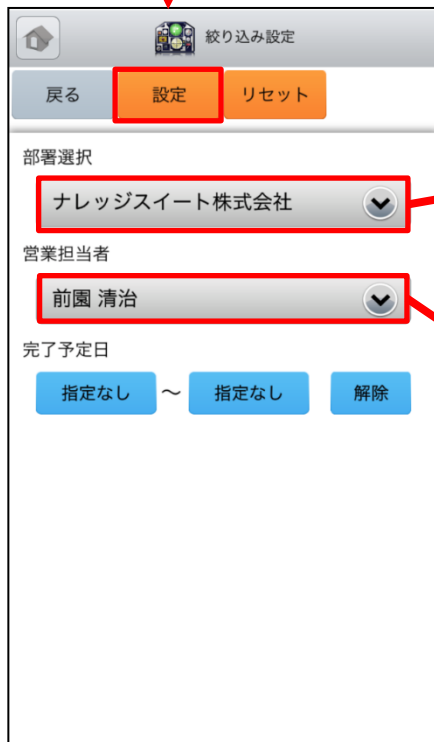 絞り込み設定
戻る 設定 リセット
部署選択
ナレッジスイート株式会社
営業担当者
前園 清治
完了予定日
指定なし ～ 指定なし 解除